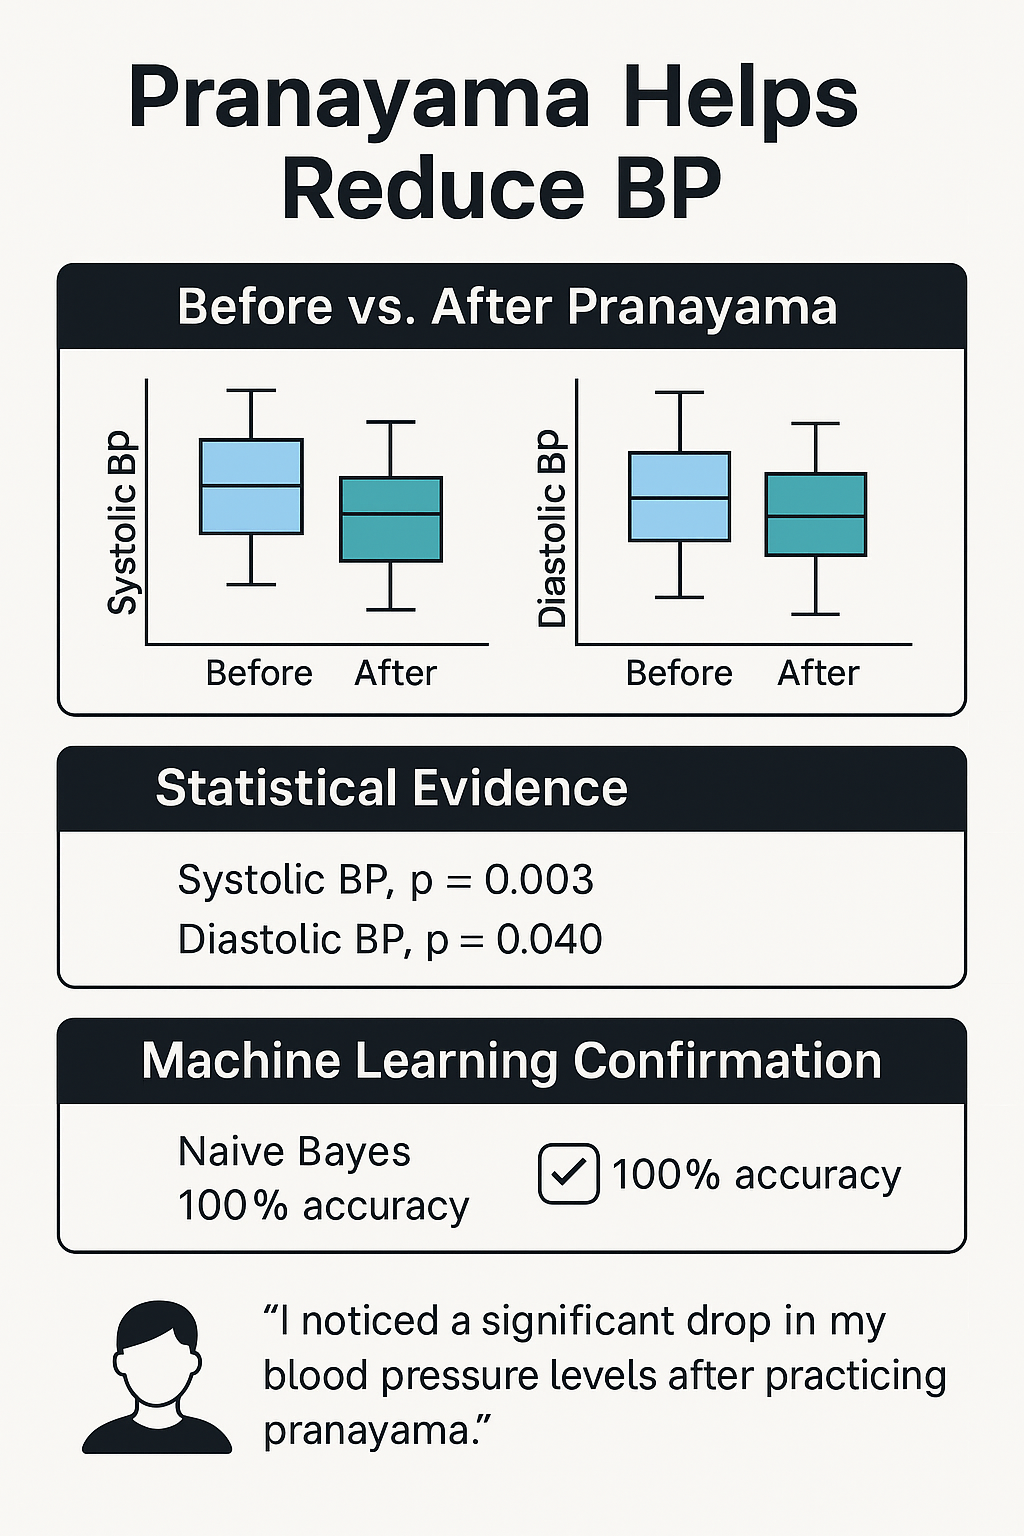 Pranayama Helps
Reduce BP
Before vs. After Pranayama
Systolic Bp
Before
After
Diastolic Bp
Before
After
Statistical Evidence
Systolic BP, p = 0.003
Diastolic BP, p = 0.040
Machine Learning Confirmation
Naive Bayes
100% accuracy
100% accuracy
“I noticed a significant drop in my
blood pressure levels after practicing
pranayama.”